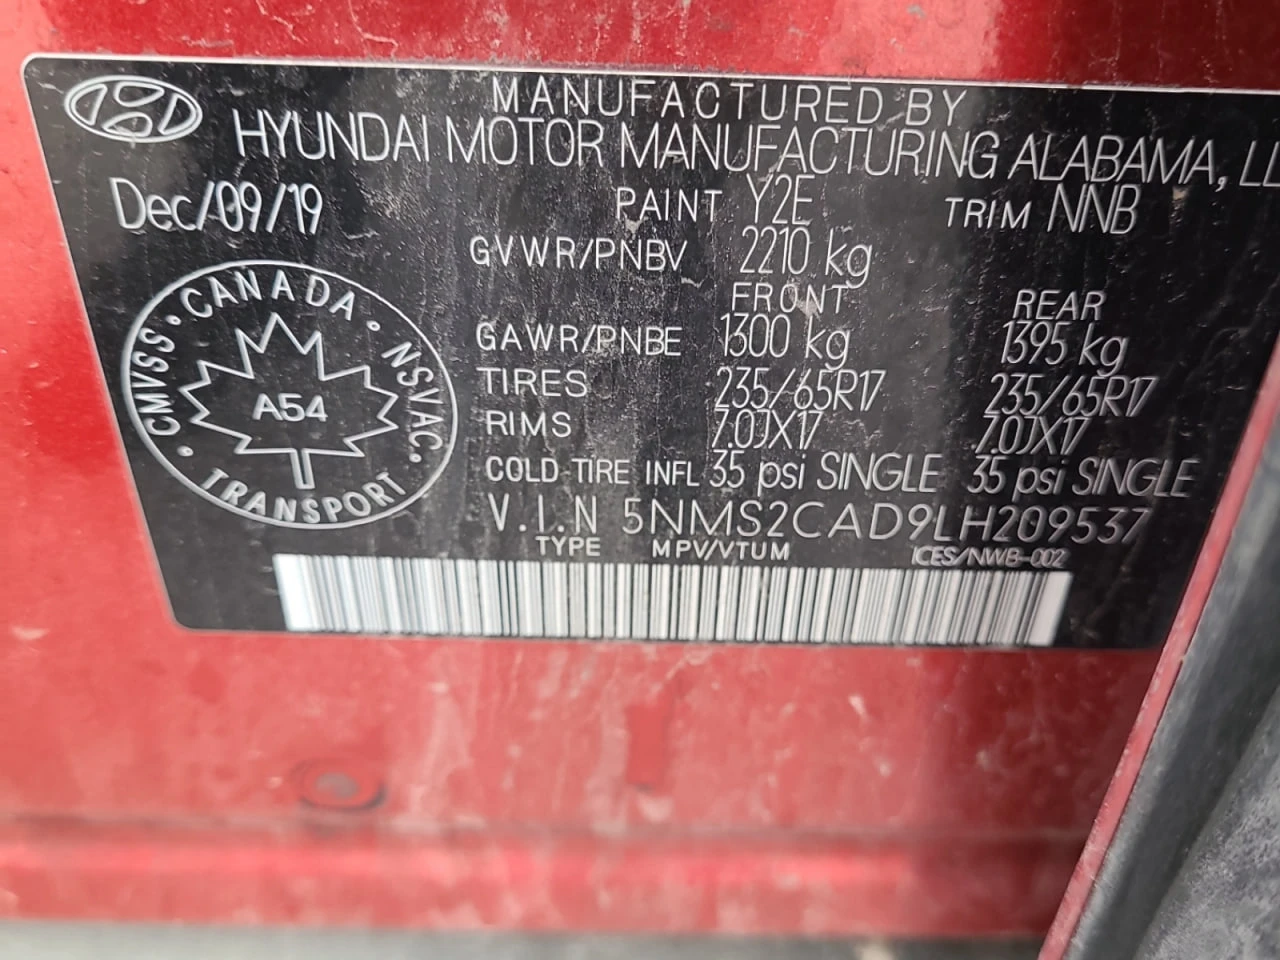 MANUFACTURED BY
HYUNDAI MOTOR MANUFACTURING ALABAMA,
Dec/09/19 PAINT Y2E TRIM NNB
GVWR/PNBV 2210 kg
FRONT REAR
GAWR/PNBE 1300 kg 1395 kg
TIRES 235/65R17 235/65R17
RIMS 7.0JX17 7.0JX17
COLD TIRE INFL 35 psi SINGLE 35 psi SINGLE
V.I.N 5NMS2CAD9LH209537
TYPE MPV/VTUM ICES/NWB-002
CMVSS · CANADA · NSVAC ·
A54
· TRANSPORT ·